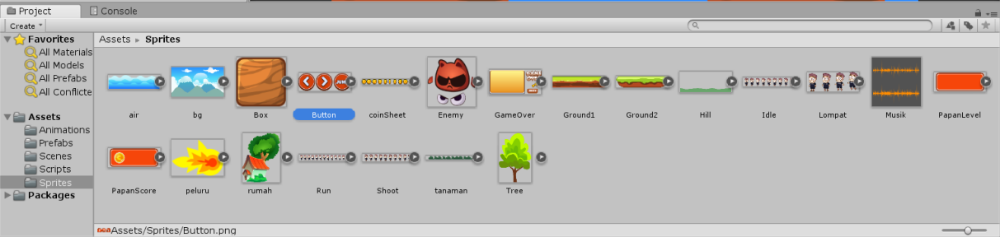 Project
Console
Create
Favorites
Assets ▸ Sprites
All Materials
All Models
All Prefabs
All Conflicte
Assets
Animations
Prefabs
Scenes
Scripts
Sprites
Packages
air
bg
Box
Button
coinSheet
Enemy
GameOver
Ground1
Ground2
Hill
Idle
Lompat
Musik
PapanLevel
PapanScore
peluru
rumah
Run
Shoot
tanaman
Tree
Assets/Sprites/Button.png